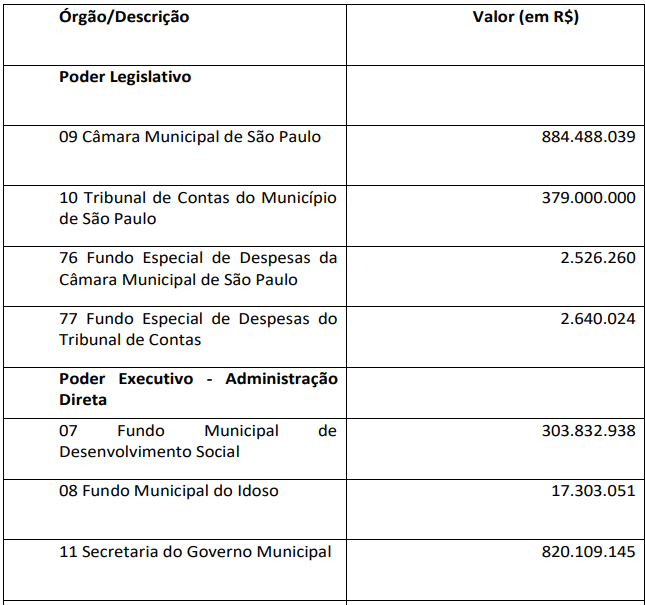 Órgão/Descrição Valor (em R$)
Poder Legislativo
09 Câmara Municipal de São Paulo 884.488.039
10 Tribunal de Contas do Município 379.000.000
de São Paulo
76 Fundo Especial de Despesas da 2.526.260
Câmara Municipal de São Paulo
77 Fundo Especial de Despesas do 2.640.024
Tribunal de Contas
Poder Executivo - Administração
Direta
07 Fundo Municipal de 303.832.938
Desenvolvimento Social
08 Fundo Municipal do Idoso 17.303.051
11 Secretaria do Governo Municipal 820.109.145